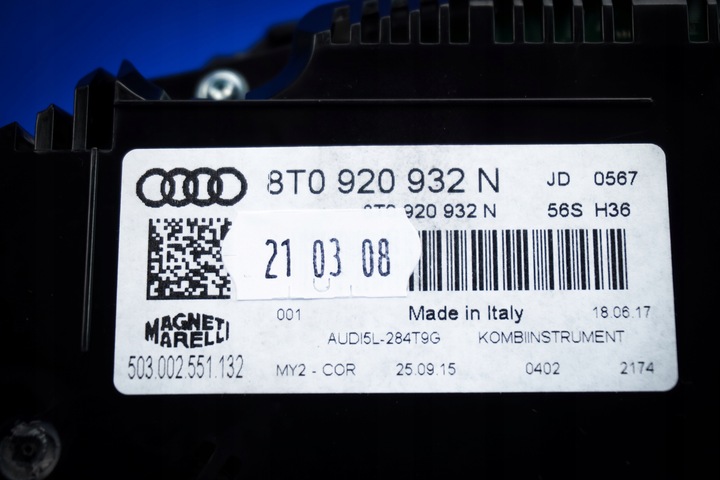 8T0 920 932 N JD 0567
8T0 920 932 N 56S H36
21 03 08
001 Made in Italy 18.06.17
MAGNETI MARELLI
AUDI5L-284T9G KOMBIINSTRUMENT
503.002.551.132 MY2 - COR 25.09.15 0402 2174